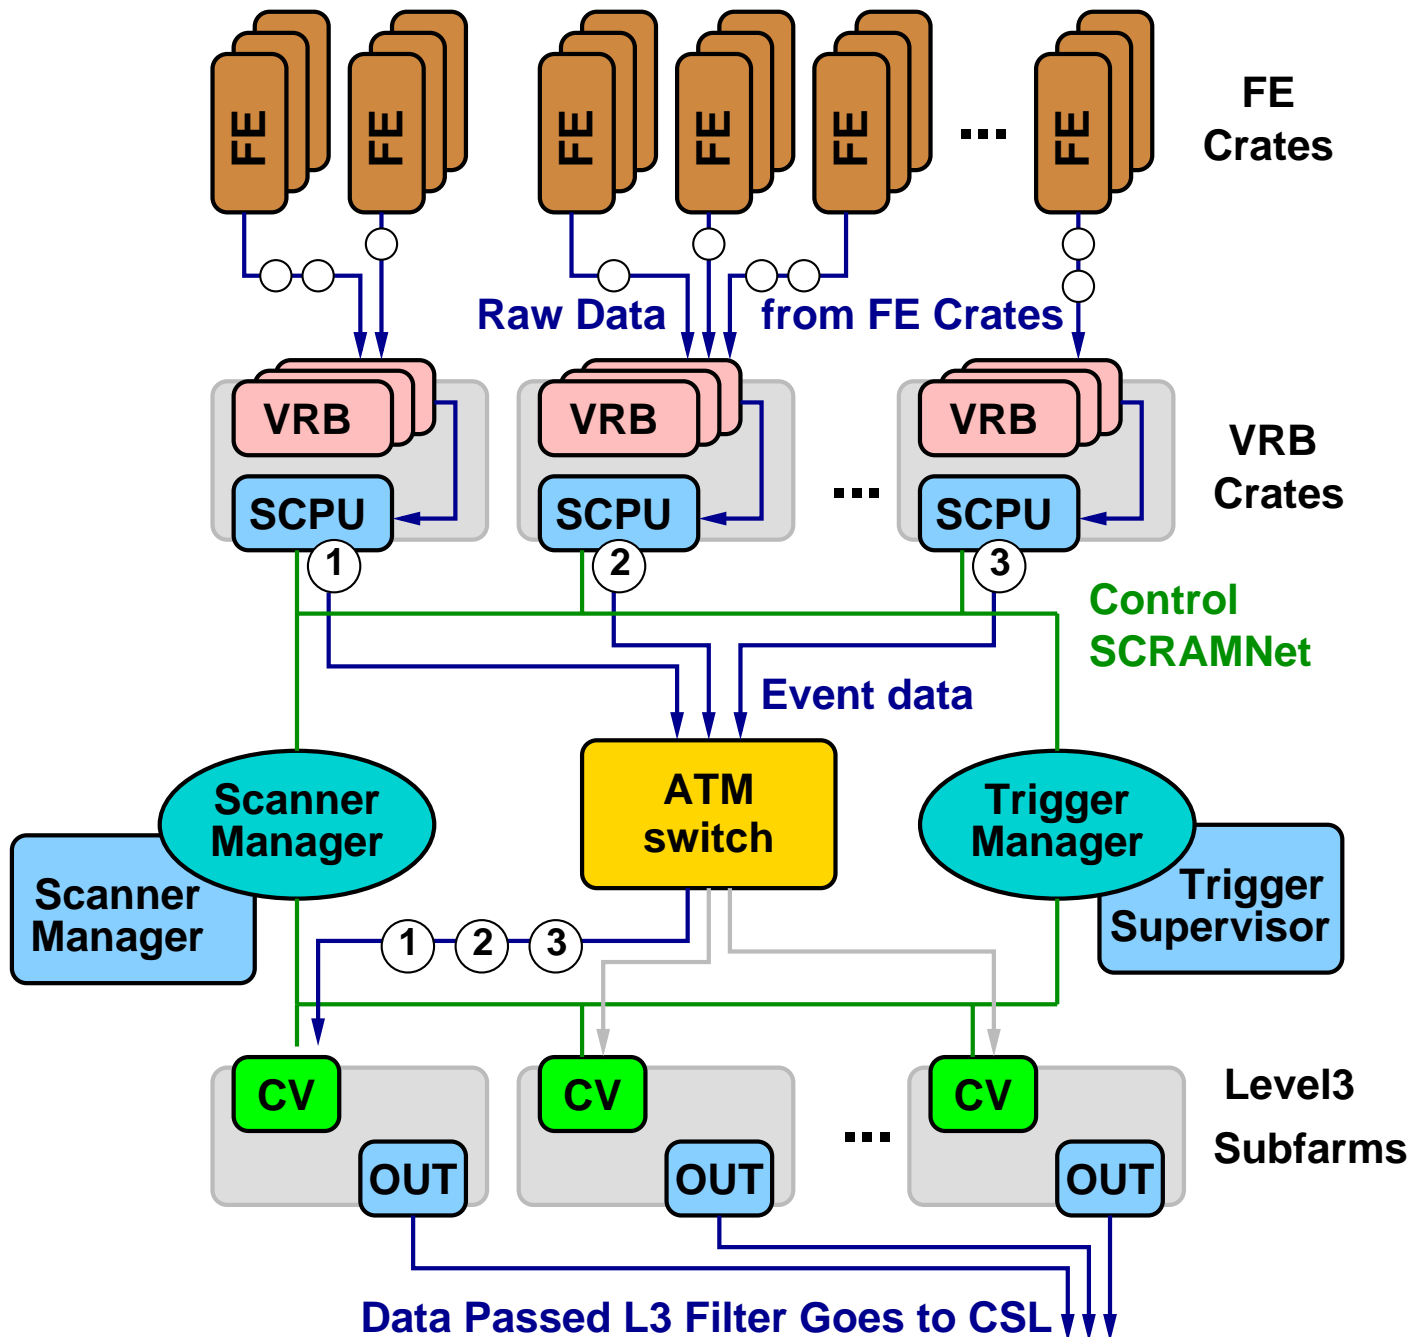 FE FE FE FE FE ... FE
FE
Crates
Raw Data from FE Crates
VRB VRB VRB
VRB
Crates
SCPU SCPU ... SCPU
1 2 3
Control
SCRAMNet
Event data
Scanner
Manager
ATM
switch
Trigger
Manager
Scanner
Manager
Trigger
Supervisor
1 2 3
CV CV CV
Level3
Subfarms
...
OUT OUT OUT
Data Passed L3 Filter Goes to CSL